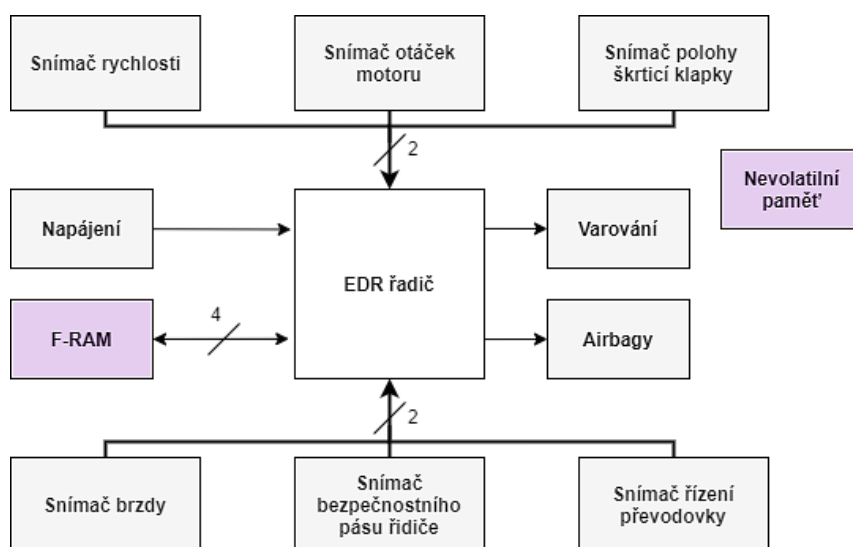 Snímač rychlosti
Snímač otáček
motoru
Snímač polohy
škrticí klapky
2
Nevolatilní
paměť
Napájení
EDR řadič
Varování
F-RAM
4
Airbagy
2
Snímač brzdy
Snímač
bezpečnostního
pásu řidiče
Snímač řízení
převodovky